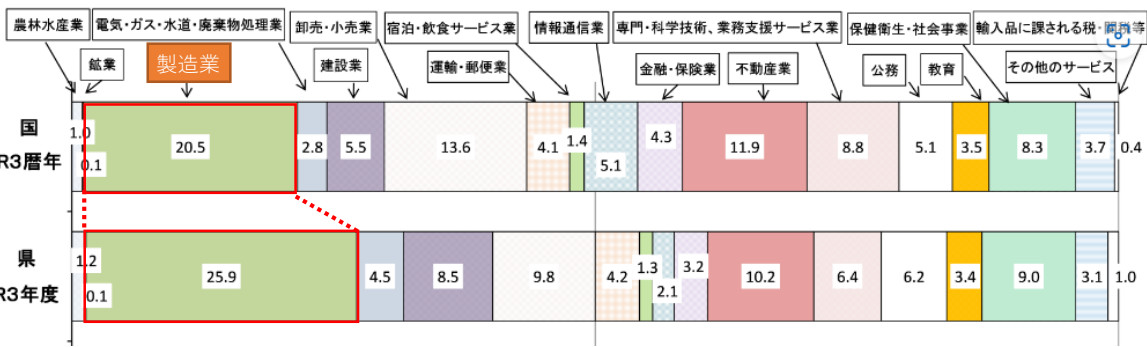 農林水産業 電気・ガス・水道・廃棄物処理業 卸売・小売業 宿泊・飲食サービス業 情報通信業 専門・科学技術、業務支援サービス業 保健衛生・社会事業 輸入品に課される税・関税等
鉱業 製造業 建設業 運輸・郵便業 金融・保険業 不動産業 公務 教育 その他のサービス
国
R3暦年
1.0 0.1 20.5 2.8 5.5 13.6 4.1 1.4 5.1 4.3 11.9 8.8 5.1 3.5 8.3 3.7 0.4
県
R3年度
1.2 0.1 25.9 4.5 8.5 9.8 4.2 1.3 2.1 3.2 10.2 6.4 6.2 3.4 9.0 3.1 1.0